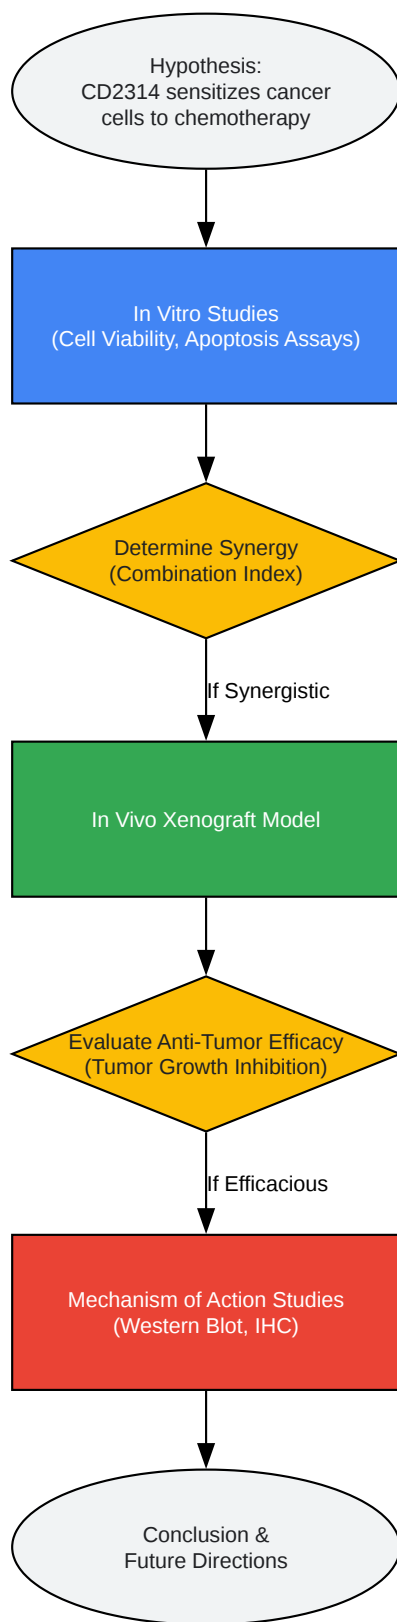 Hypothesis:
CD2314 sensitizes cancer
cells to chemotherapy
In Vitro Studies
(Cell Viability, Apoptosis Assays)
Determine Synergy
(Combination Index)
If Synergistic
In Vivo Xenograft Model
Evaluate Anti-Tumor Efficacy
(Tumor Growth Inhibition)
If Efficacious
Mechanism of Action Studies
(Western Blot, IHC)
Conclusion &
Future Directions